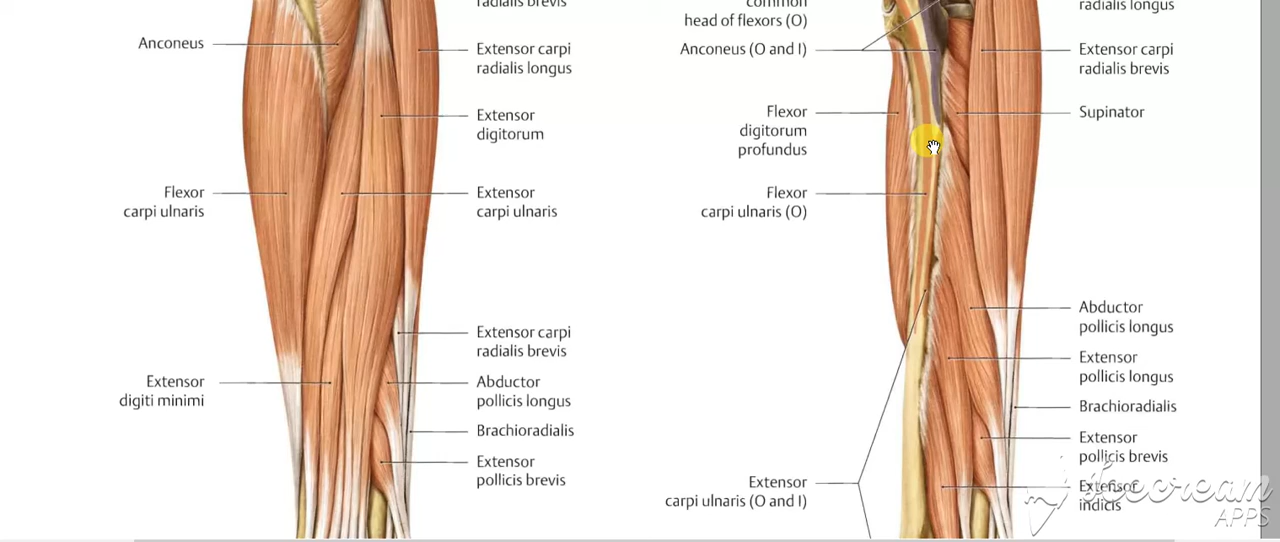 radialis brevis
Anconeus
Extensor carpi
radialis longus
Extensor
digitorum
Flexor
carpi ulnaris
Extensor
carpi ulnaris
Extensor carpi
radialis brevis
Extensor
digiti minimi
Abductor
pollicis longus
Brachioradialis
Extensor
pollicis brevis
common
head of flexors (O)
radialis longus
Anconeus (O and I)
Extensor carpi
radialis brevis
Flexor
digitorum
profundus
Supinator
Flexor
carpi ulnaris (O)
Abductor
pollicis longus
Extensor
pollicis longus
Brachioradialis
Extensor
pollicis brevis
Extensor
carpi ulnaris (O and I)
Extensor
indicis
Icecream
APPS